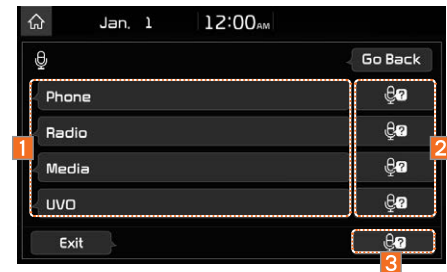 Jan. 1 12:00AM
Go Back
Phone ?
1 Radio ? 2
Media ?
UVO ?
Exit ?
3